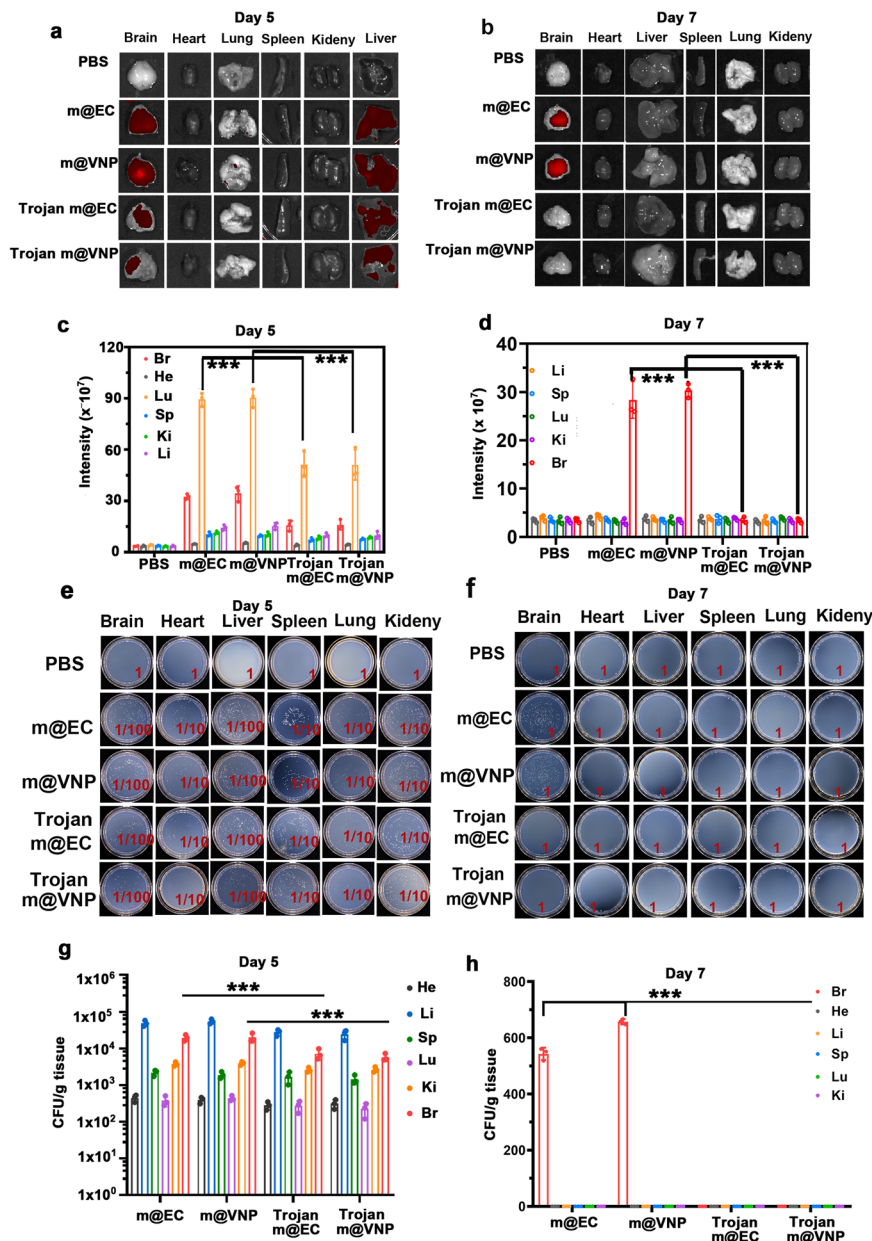 Day 5
a
Brain Heart Lung Spleen Kideny Liver
PBS
m@EC
m@VNP
Trojan m@EC
Trojan m@VNP
Day 7
b
Brain Heart Liver Spleen Lung Kideny
PBS
m@EC
m@VNP
Trojan m@EC
Trojan m@VNP
c
Day 5
Intensity (x 10⁷)
120
90
60
30
0
Br
He
Lu
Sp
Ki
Li
***
***
PBS m@EC m@VNP Trojan m@EC Trojan m@VNP
d
Day 7
Intensity (x 10⁷)
40
30
20
10
0
Li
Sp
Lu
Ki
Br
***
***
PBS m@EC m@VNP Trojan m@EC Trojan m@VNP
e
Day 5
Brain Heart Liver Spleen Lung Kideny
PBS 1 1 1 1 1 1
m@EC 1/100 1/10 1/100 1/10 1/10 1/10
m@VNP 1/100 1/10 1/100 1/10 1/10 1/10
Trojan m@EC 1/100 1/10 1/100 1/10 1/10 1/10
Trojan m@VNP 1/100 1/10 1/100 1/10 1/10 1/10
f
Day 7
Brain Heart Liver Spleen Lung Kideny
PBS 1 1 1 1 1 1
m@EC 1 1 1 1 1 1
m@VNP 1 1 1 1 1 1
Trojan m@EC 1 1 1 1 1 1
Trojan m@VNP 1 1 1 1 1 1
g
Day 5
CFU/g tissue
1x10⁶
1x10⁵
1x10⁴
1x10³
1x10²
1x10¹
1x10⁰
***
***
He
Li
Sp
Lu
Ki
Br
m@EC m@VNP Trojan m@EC Trojan m@VNP
h
Day 7
CFU/g tissue
800
600
400
200
0
***
Br
He
Li
Sp
Lu
Ki
m@EC m@VNP Trojan m@EC Trojan m@VNP